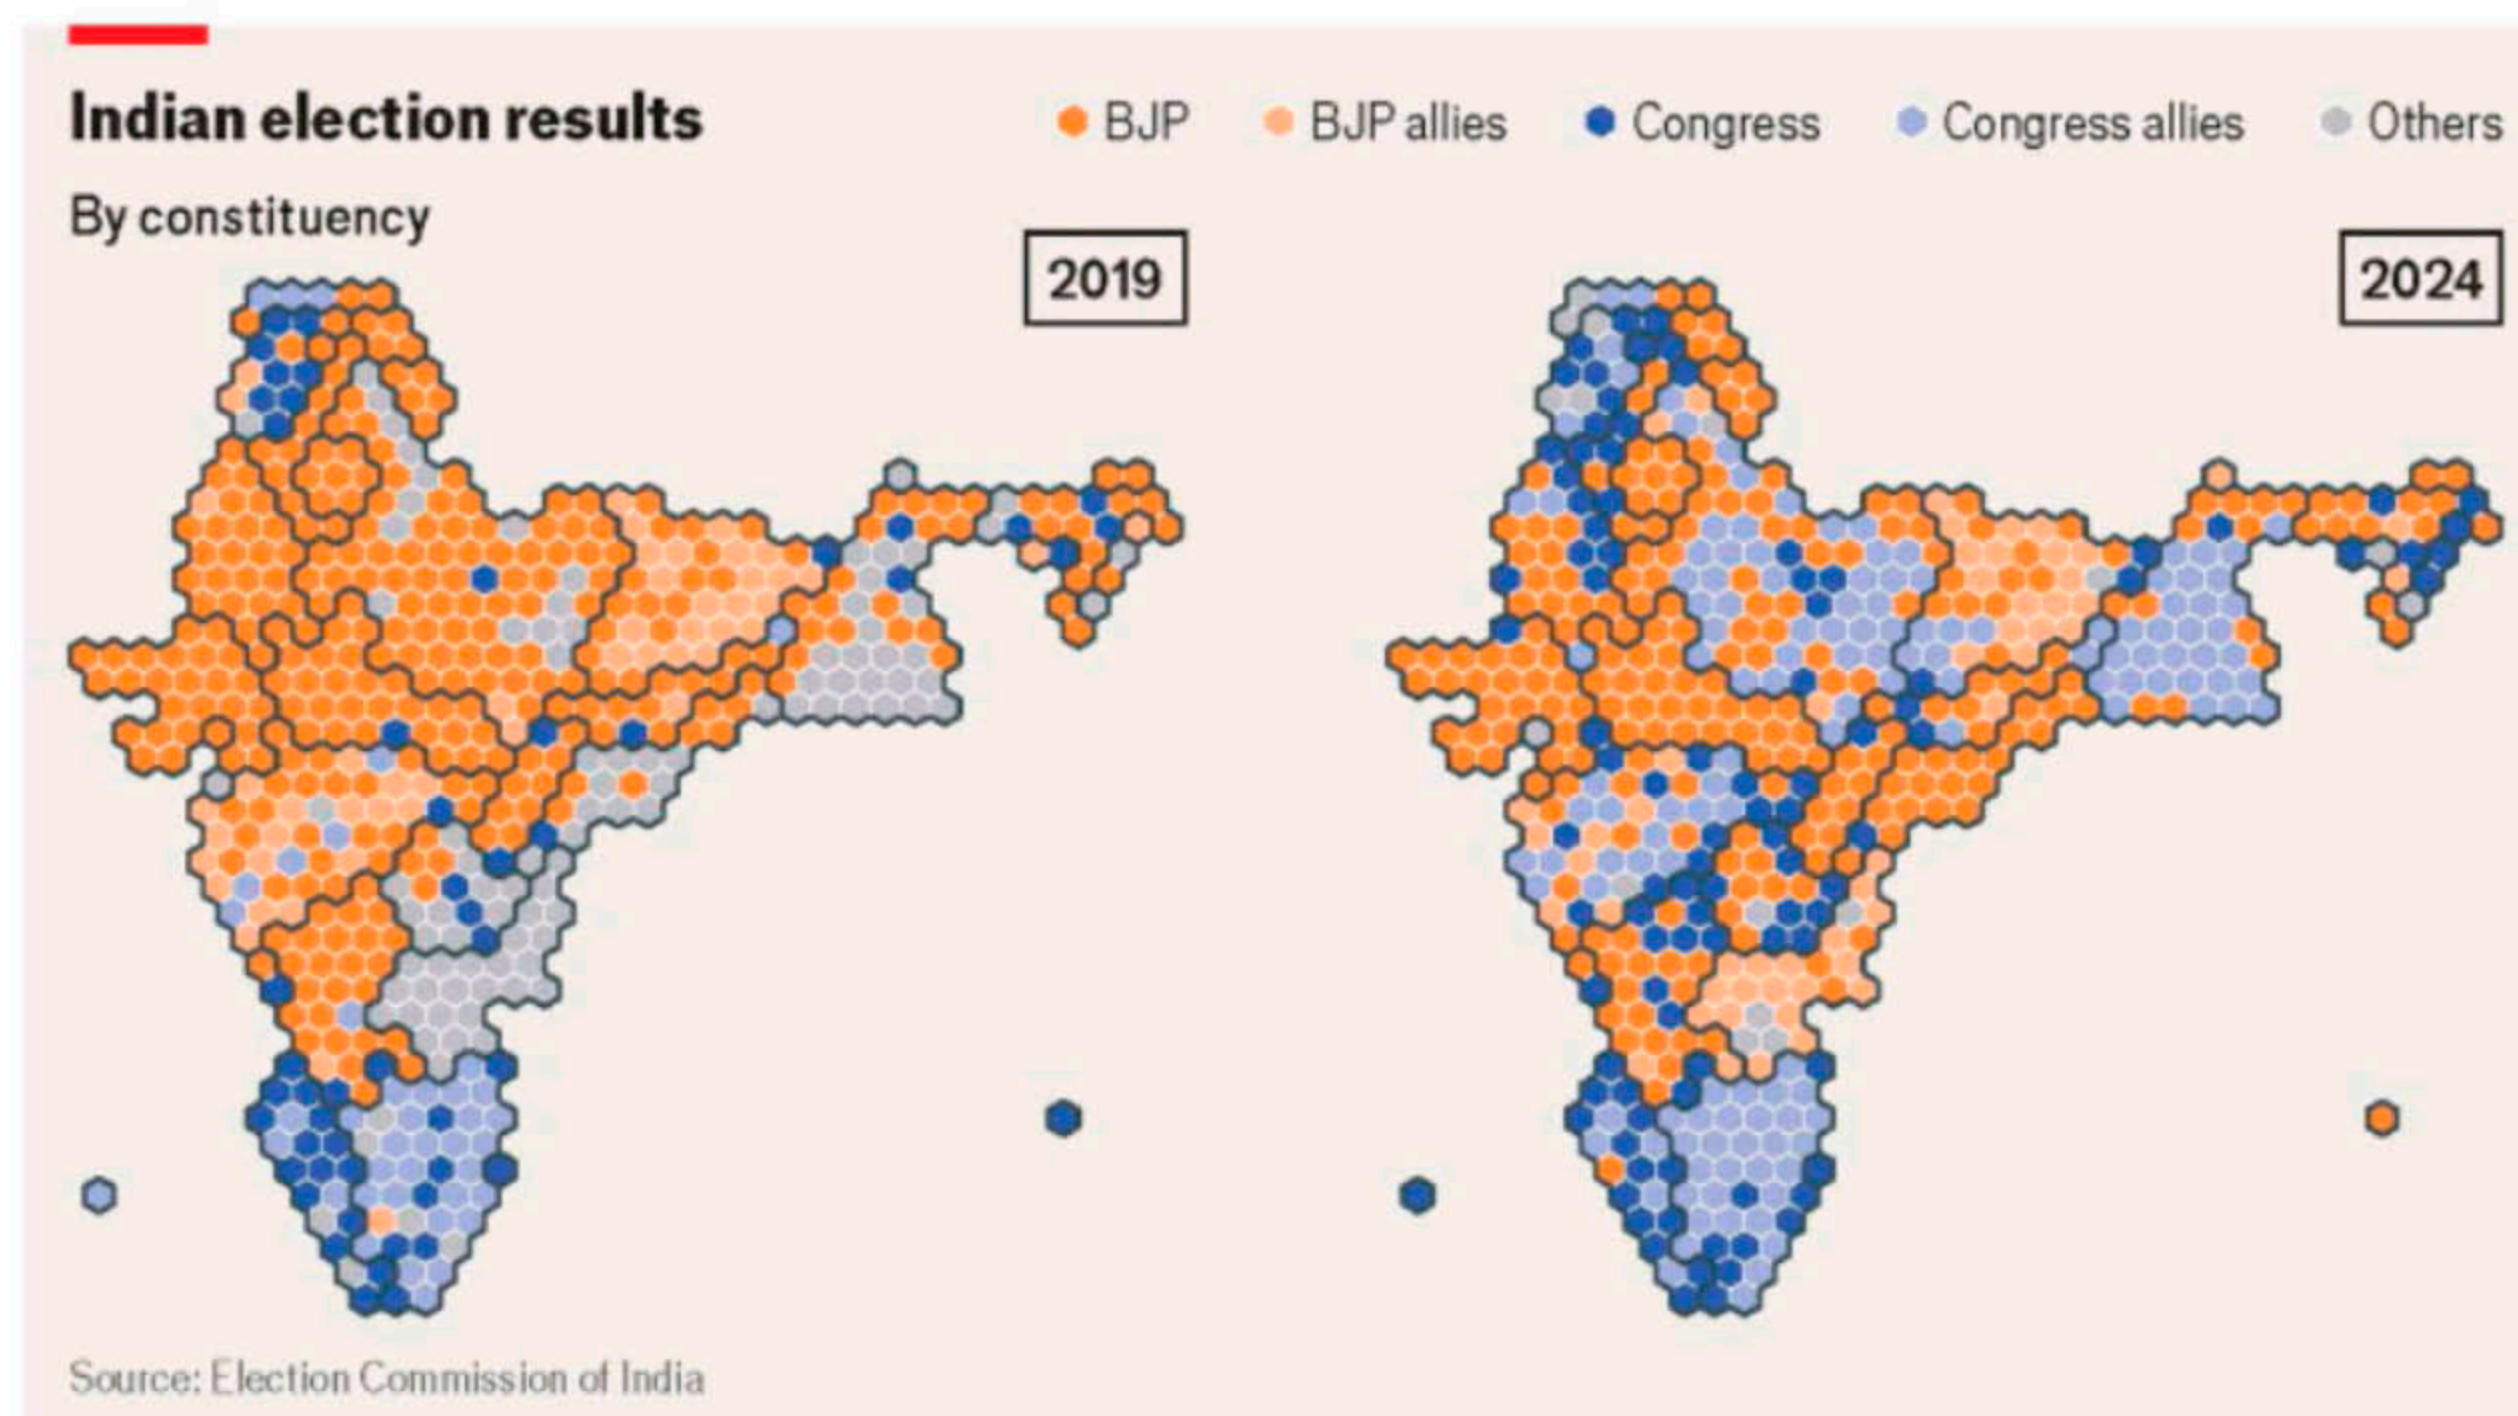 Indian election results
BJP
BJP allies
Congress
Congress allies
Others
By constituency
2019
2024
Source: Election Commission of India